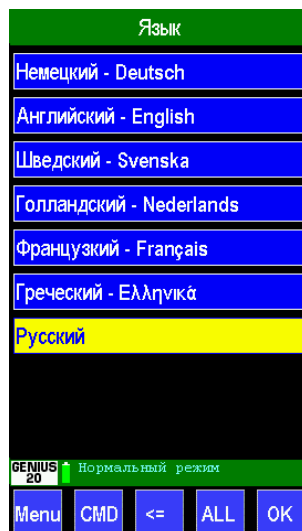 Язык
Немецкий - Deutsch
Английский - English
Шведский - Svenska
Голландский - Nederlands
Французкий - Français
Греческий - Ελληνικά
Русский
GENIUS 20
Нормальный режим
Menu CMD <= ALL OK